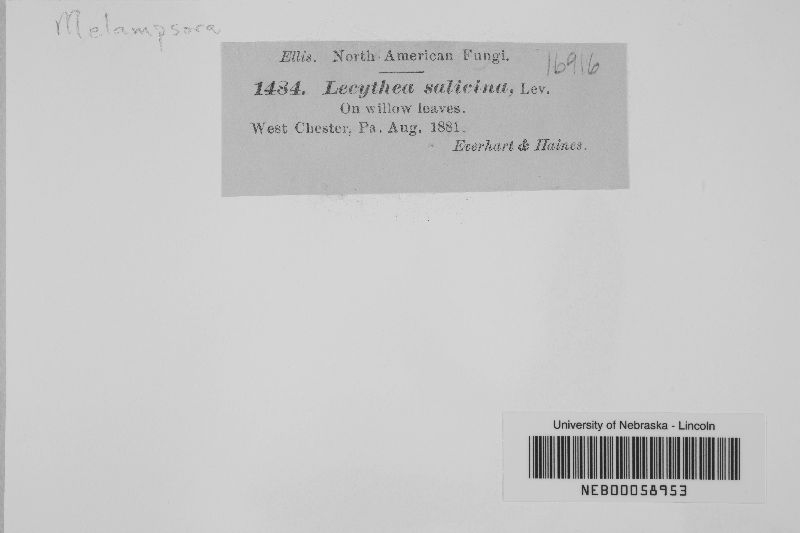 Melampsora
Ellis. North American Fungi.
16916
1484. Lecythea salicina, Lev.
On willow leaves.
West Chester, Pa. Aug. 1881.
Everhart & Haines.
University of Nebraska - Lincoln
NEB00058953